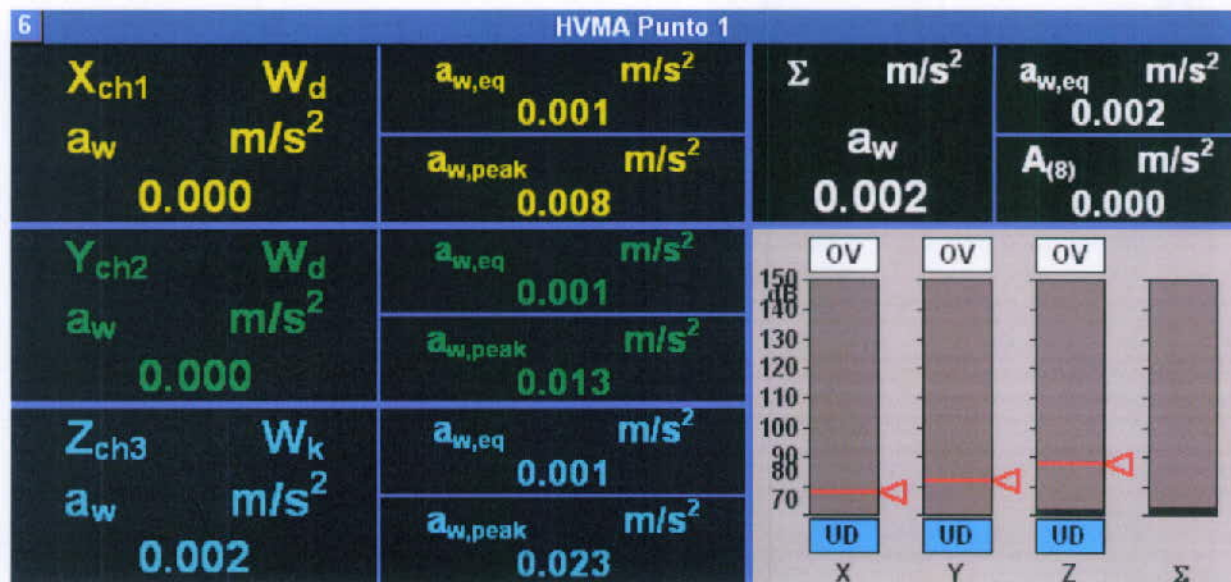 6
HVMA Punto 1
Xch1 Wd
aw m/s²
0.000
aw,eq m/s²
0.001
aw,peak m/s²
0.008
Σ m/s²
aw
0.002
aw,eq m/s²
0.002
A(8) m/s²
0.000
Ych2 Wd
aw m/s²
0.000
aw,eq m/s²
0.001
aw,peak m/s²
0.013
Zch3 Wk
aw m/s²
0.002
aw,eq m/s²
0.001
aw,peak m/s²
0.023
OV OV OV
150
dB
140
130
120
110
100
90
80
70
UD UD UD
X Y Z Σ